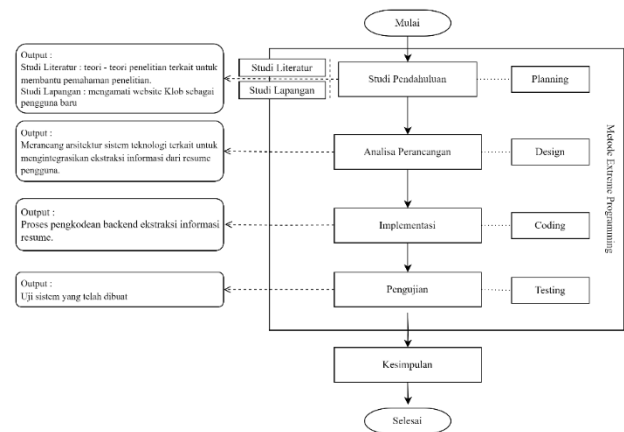 Mulai
Output :
Studi Literatur : teori - teori penelitian terkait untuk
membantu pemahaman penelitian.
Studi Lapangan : mengamati website Klob sebagai
pengguna baru
Studi Literatur
Studi Lapangan
Studi Pendahuluan
Planning
Output :
Merancang arsitektur sistem teknologi terkait untuk
mengintegrasikan ekstraksi informasi dari resume
pengguna.
Analisa Perancangan
Design
Metode Extreme Programming
Output :
Proses pengkodean backend ekstraksi informasi
resume.
Implementasi
Coding
Output :
Uji sistem yang telah dibuat
Pengujian
Testing
Kesimpulan
Selesai